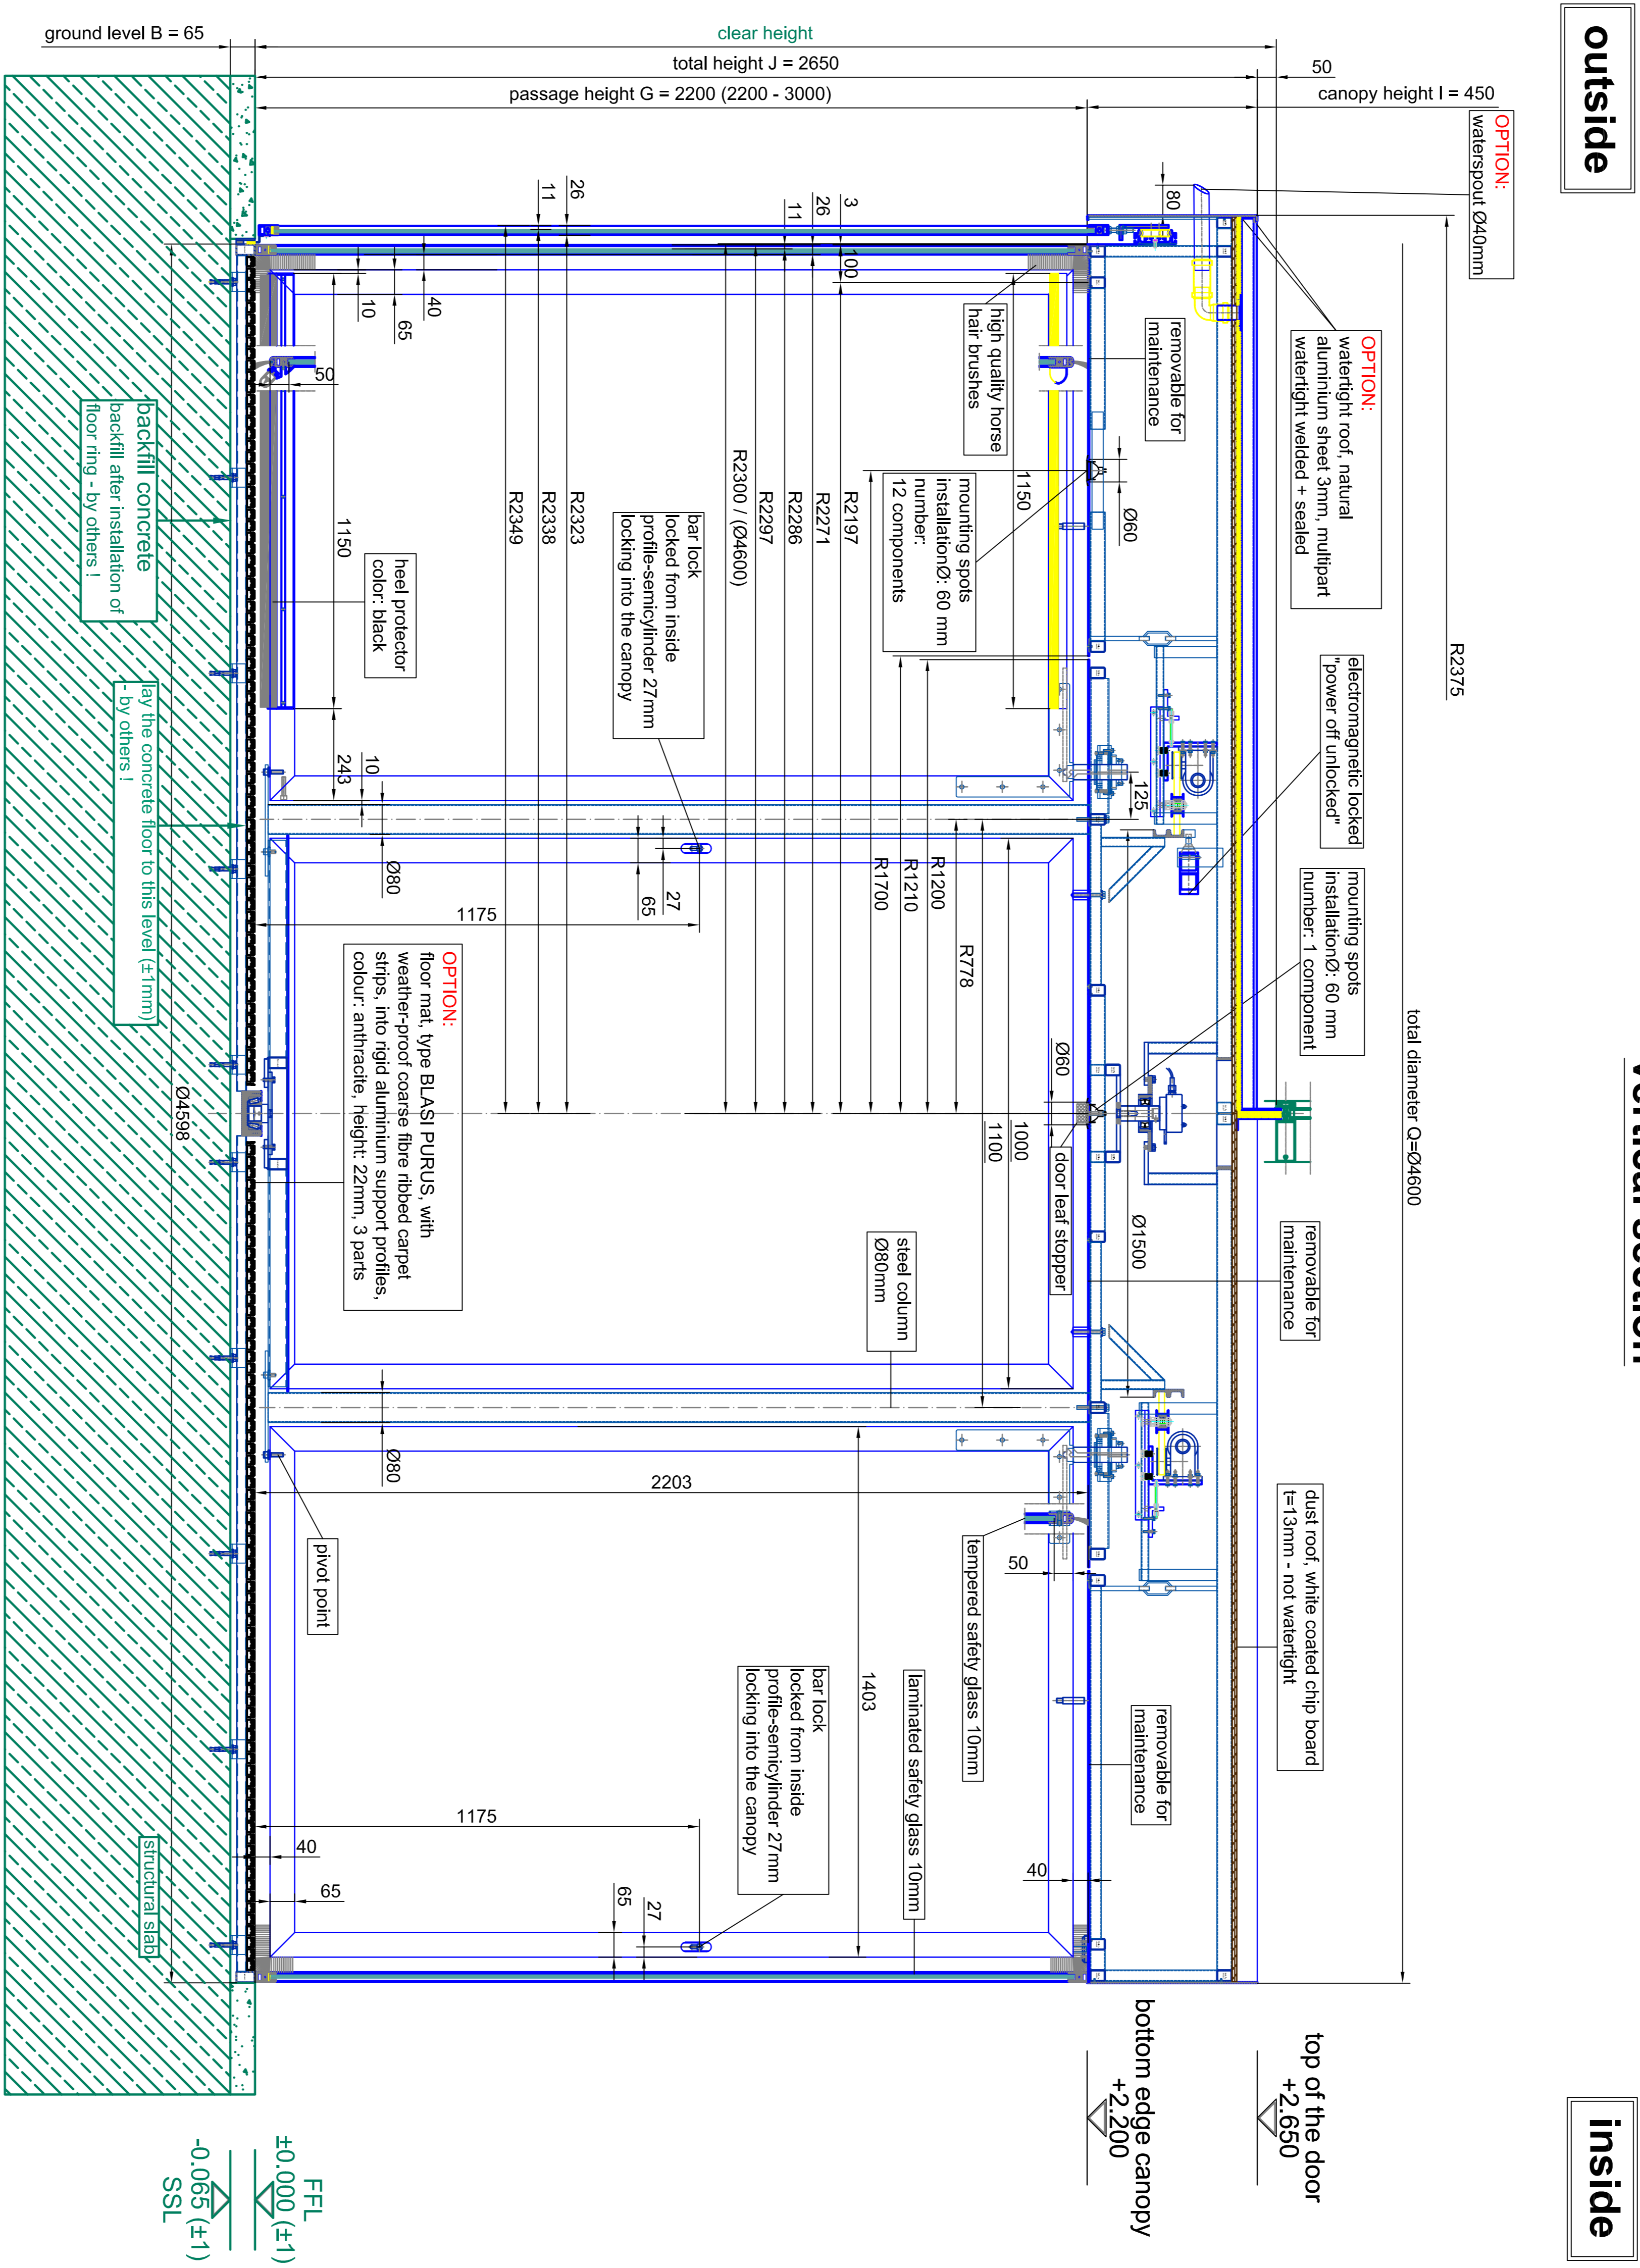 vertical section
outside
inside
R2375
total diameter Q=Ø4600
OPTION:
waterspout Ø40mm
OPTION:
watertight roof, natural
aluminium sheet 3mm, multipart
watertight welded + sealed
electromagnetic locked
"power off unlocked"
mounting spots
installationØ: 60 mm
number: 1 component
removable for
maintenance
dust roof, white coated chip board
t=13mm - not watertight
50
canopy height I = 450
clear height
total height J = 2650
passage height G = 2200 (2200 - 3000)
ground level B = 65
80
removable for
maintenance
Ø60
125
Ø1500
removable for
maintenance
top of the door
+2.650
bottom edge canopy
+2.200
high quality horse
hair brushes
1150
mounting spots
installationØ: 60 mm
number:
12 components
Ø60
door leaf stopper
1000
1100
R778
R1200
R1210
R1700
steel column
Ø80mm
tempered safety glass 10mm
50
laminated safety glass 10mm
40
3
100
26
11
R2197
R2271
R2286
R2297
R2300 / (Ø4600)
26
11
R2323
R2338
R2349
bar lock
locked from inside
profile-semicylinder 27mm
locking into the canopy
27
65
1175
1403
2203
bar lock
locked from inside
profile-semicylinder 27mm
locking into the canopy
27
65
1175
40
65
10
50
1150
243
10
Ø80
heel protector
color: black
OPTION:
floor mat, type BLASI PURUS, with
weather-proof coarse fibre ribbed carpet
strips, into rigid aluminium support profiles,
colour: anthracite, height: 22mm, 3 parts
Ø80
pivot point
40
65
Ø4598
backfill concrete
backfill after installation of
floor ring - by others !
lay the concrete floor to this level (±1mm)
- by others !
structural slab
FFL
±0.000 (±1)
-0.065 (±1)
SSL